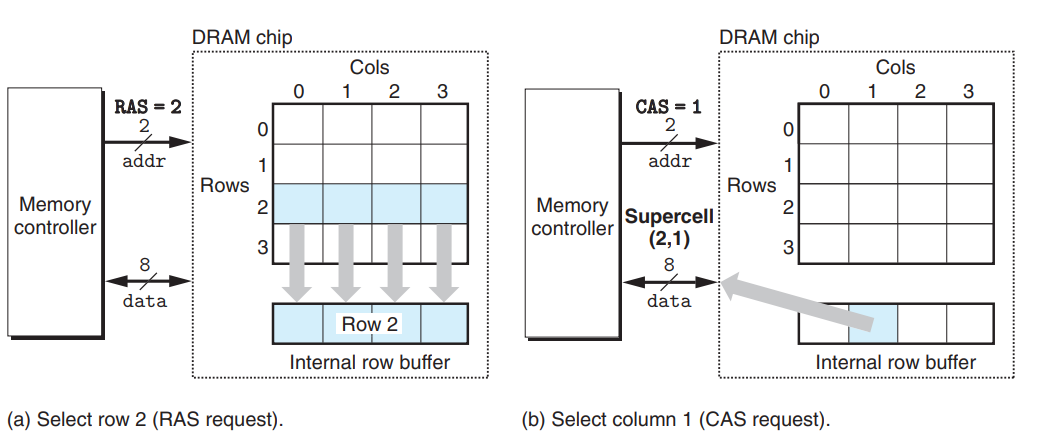 DRAM chip
Cols
0 1 2 3
RAS = 2
2
addr
Rows
0
1
2
3
Memory
controller
8
data
Row 2
Internal row buffer
(a) Select row 2 (RAS request).
DRAM chip
Cols
0 1 2 3
CAS = 1
2
addr
Rows
0
1
2
3
Memory
controller
Supercell
(2,1)
8
data
Internal row buffer
(b) Select column 1 (CAS request).